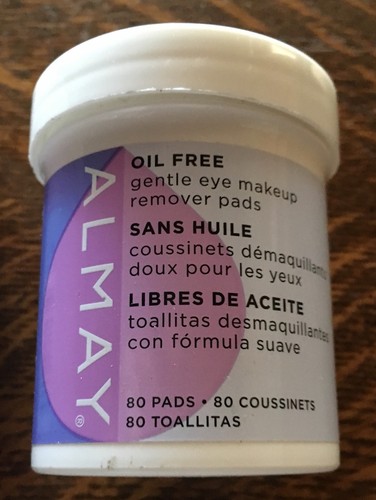 ALMAY®
OIL FREE
gentle eye makeup
remover pads
SANS HUILE
coussinets démaquillants
doux pour les yeux
LIBRES DE ACEITE
toallitas desmaquillantes
con fórmula suave
80 PADS • 80 COUSSINETS
80 TOALLITAS